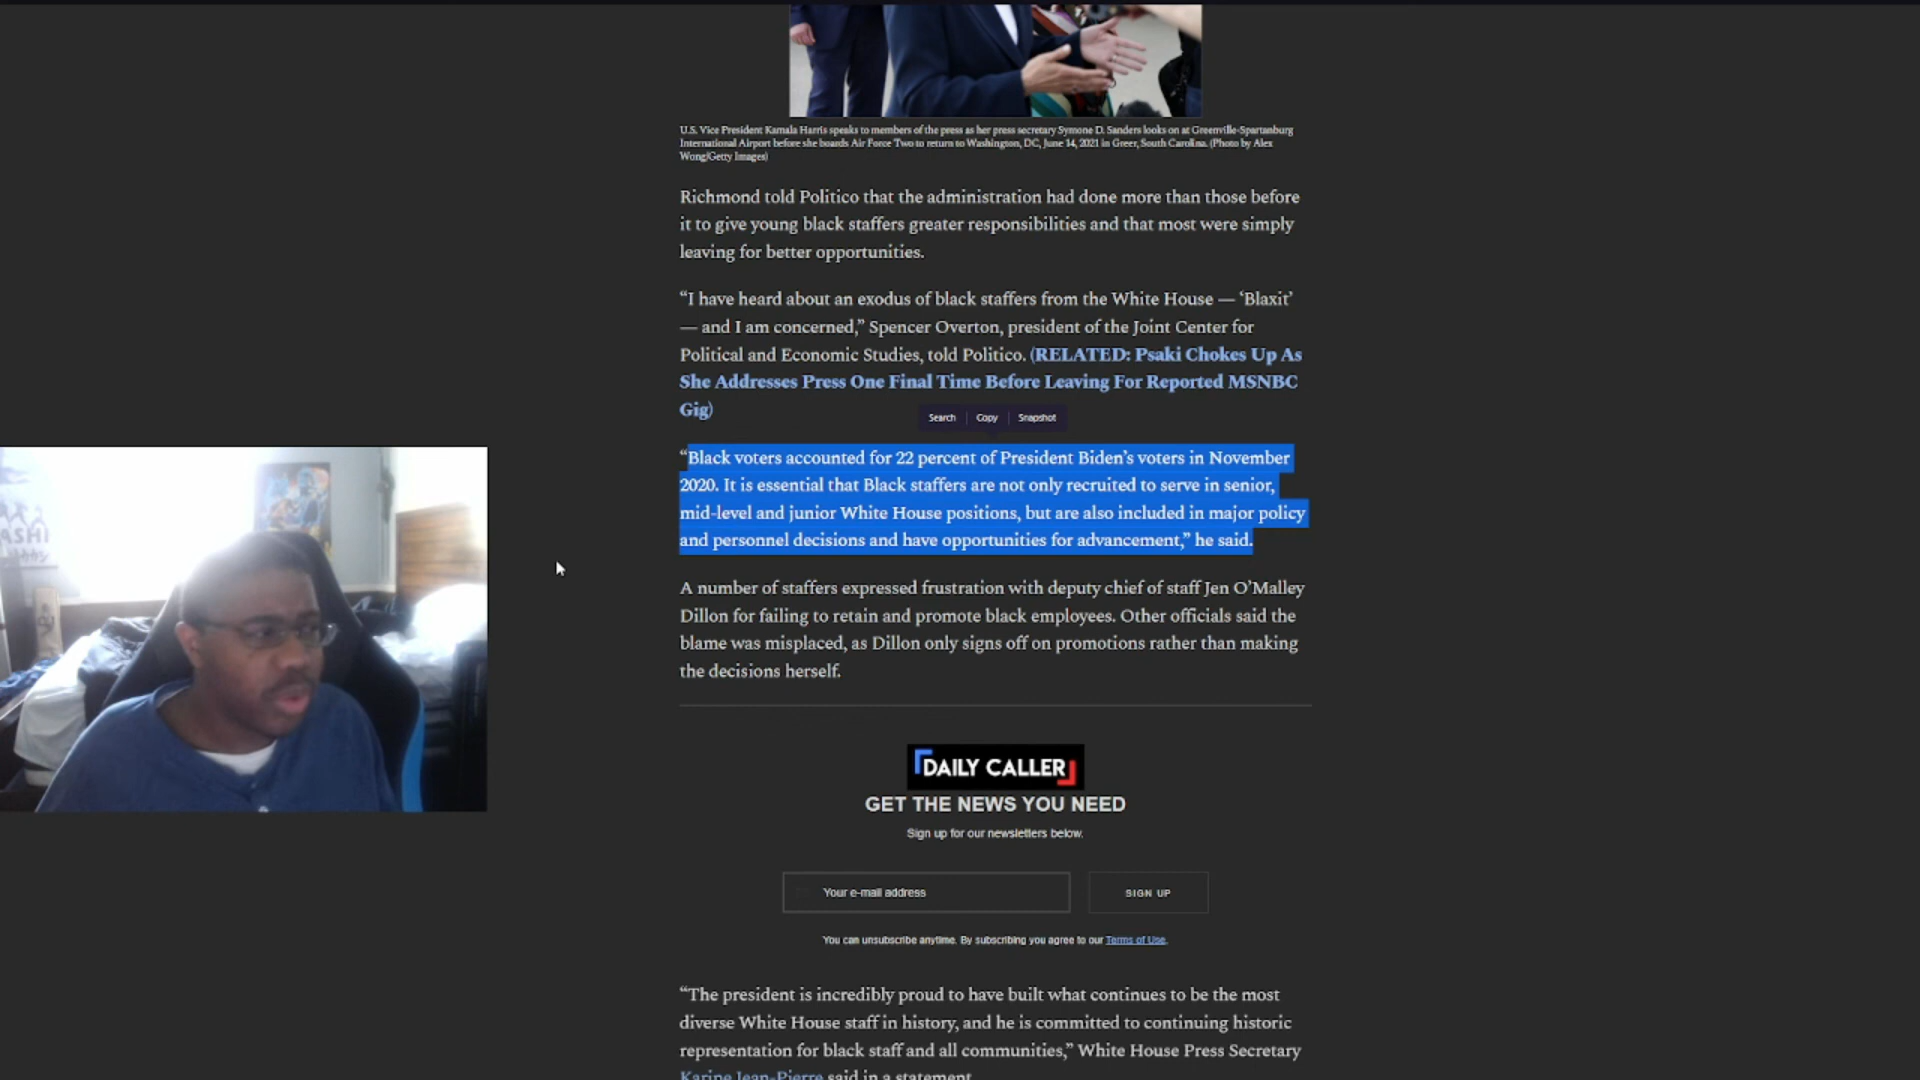 U.S. Vice President Kamala Harris speaks to members of the press as her press secretary Symone D. Sanders looks on at Greenville-Spartanburg
International Airport before she boards Air Force Two to return to Washington, DC, June 14, 2021 in Greer, South Carolina. (Photo by Alex
Wong/Getty Images)
Richmond told Politico that the administration had done more than those before
it to give young black staffers greater responsibilities and that most were simply
leaving for better opportunities.
“I have heard about an exodus of black staffers from the White House — ‘Blaxit’
— and I am concerned,” Spencer Overton, president of the Joint Center for
Political and Economic Studies, told Politico. (RELATED: Psaki Chokes Up As
She Addresses Press One Final Time Before Leaving For Reported MSNBC
Gig)
Search Copy Snapshot
“Black voters accounted for 22 percent of President Biden’s voters in November
2020. It is essential that Black staffers are not only recruited to serve in senior,
mid-level and junior White House positions, but are also included in major policy
and personnel decisions and have opportunities for advancement,” he said.
A number of staffers expressed frustration with deputy chief of staff Jen O’Malley
Dillon for failing to retain and promote black employees. Other officials said the
blame was misplaced, as Dillon only signs off on promotions rather than making
the decisions herself.
DAILY CALLER
GET THE NEWS YOU NEED
Sign up for our newsletters below.
Your e-mail address
SIGN UP
You can unsubscribe anytime. By subscribing you agree to our Terms of Use.
“The president is incredibly proud to have built what continues to be the most
diverse White House staff in history, and he is committed to continuing historic
representation for black staff and all communities,” White House Press Secretary
Karine Jean-Pierre said in a statement.